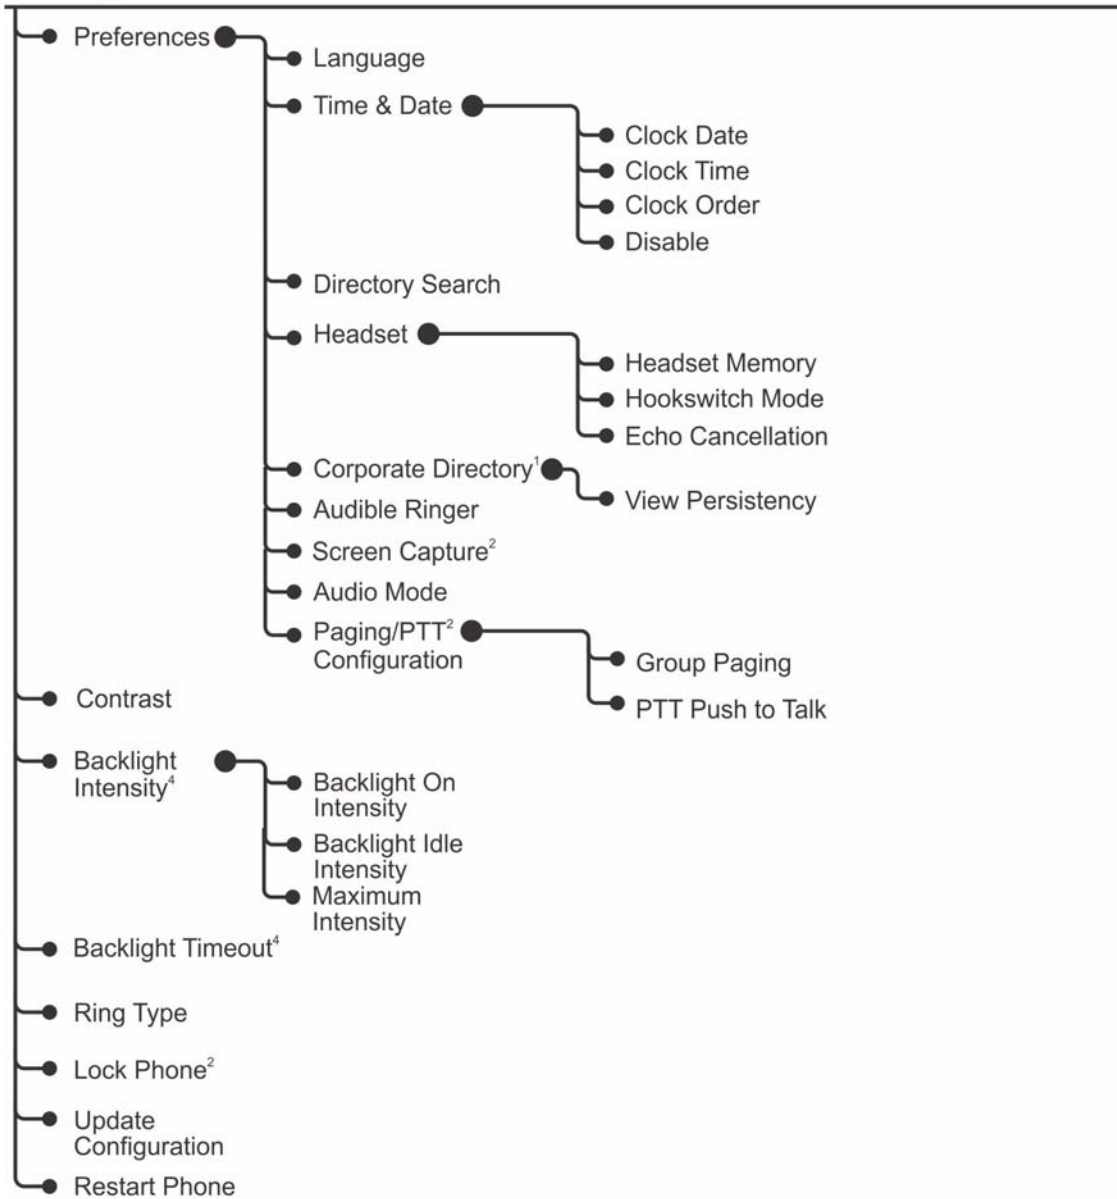 Preferences
Language
Time & Date
Clock Date
Clock Time
Clock Order
Disable
Directory Search
Headset
Headset Memory
Hookswitch Mode
Echo Cancellation
Corporate Directory¹
View Persistency
Audible Ringer
Screen Capture²
Audio Mode
Paging/PTT²
Configuration
Group Paging
PTT Push to Talk
Contrast
Backlight
Intensity⁴
Backlight On
Intensity
Backlight Idle
Intensity
Maximum
Intensity
Backlight Timeout⁴
Ring Type
Lock Phone²
Update
Configuration
Restart Phone